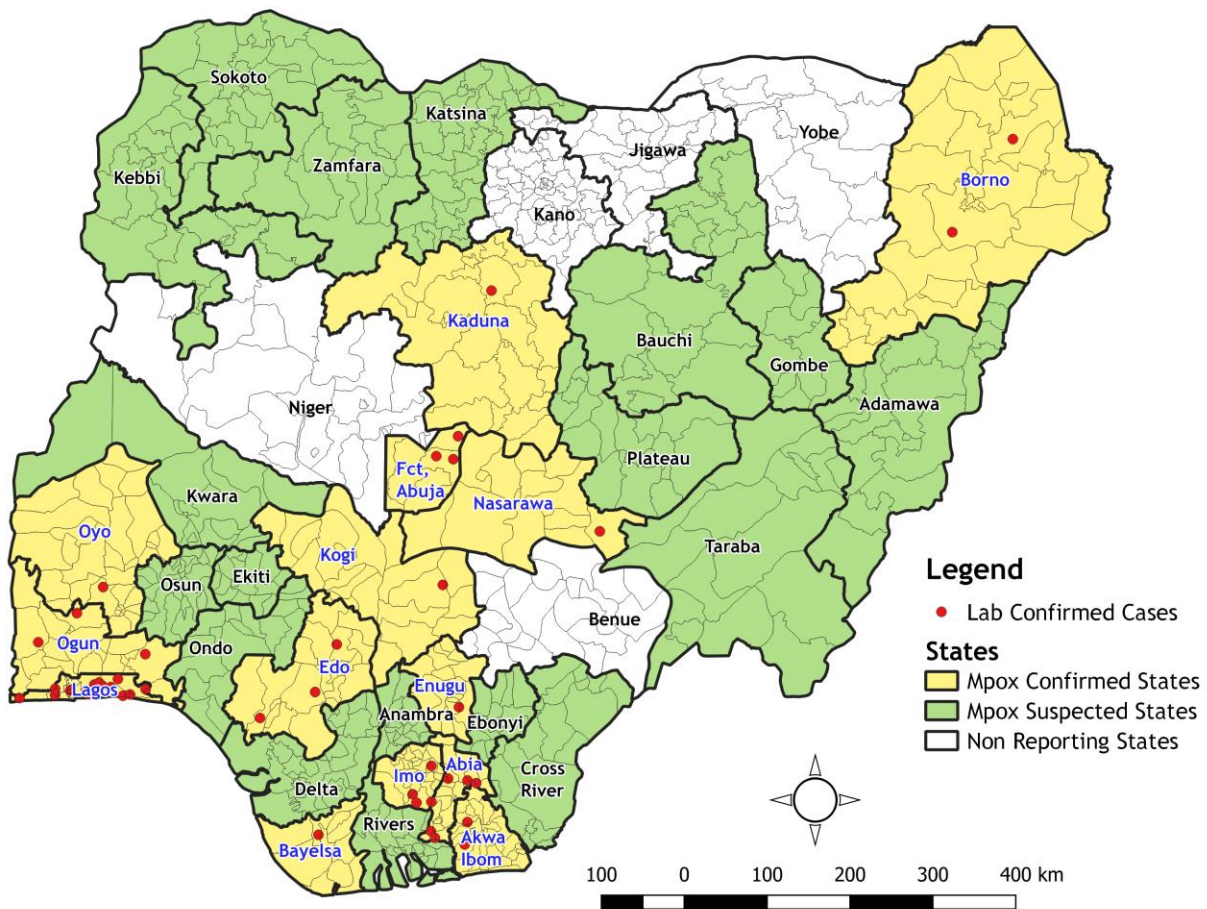 Sokoto
Katsina
Yobe
Jigawa
Zamfara
Kebbi
Borno
Kano
Kaduna
Bauchi
Gombe
Niger
Adamawa
Plateau
Fct,
Abuja
Nasarawa
Kwara
Oyo
Kogi
Taraba
Osun
Ekiti
Benue
Ogun
Ondo
Edo
Lagos
Enugu
Anambra
Ebonyi
Imo
Abia
Cross
River
Delta
Rivers
Akwa
Ibom
Bayelsa
Legend
Lab Confirmed Cases
States
Mpox Confirmed States
Mpox Suspected States
Non Reporting States
100 0 100 200 300 400 km